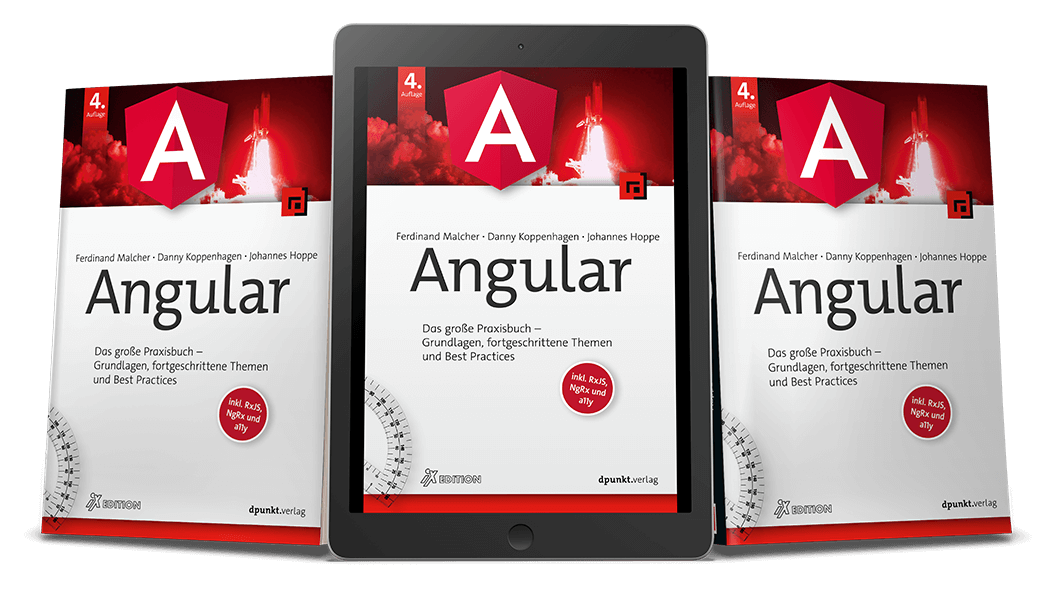 4.
Auflage
A
Ferdinand Malcher · Danny Koppenhagen · Johannes Hoppe
Angular
Das große Praxisbuch –
Grundlagen, fortgeschrittene Themen
und Best Practices
inkl. RxJS,
NgRx und
a11y
iX EDITION
dpunkt.verlag
4.
Auflage
A
Ferdinand Malcher · Danny Koppenhagen · Johannes Hoppe
Angular
Das große Praxisbuch –
Grundlagen, fortgeschrittene Themen
und Best Practices
inkl. RxJS,
NgRx und
a11y
iX EDITION
dpunkt.verlag
4.
Auflage
A
Ferdinand Malcher · Danny Koppenhagen · Johannes Hoppe
Angular
Das große Praxisbuch –
Grundlagen, fortgeschrittene Themen
und Best Practices
inkl. RxJS,
NgRx und
a11y
iX EDITION
dpunkt.verlag